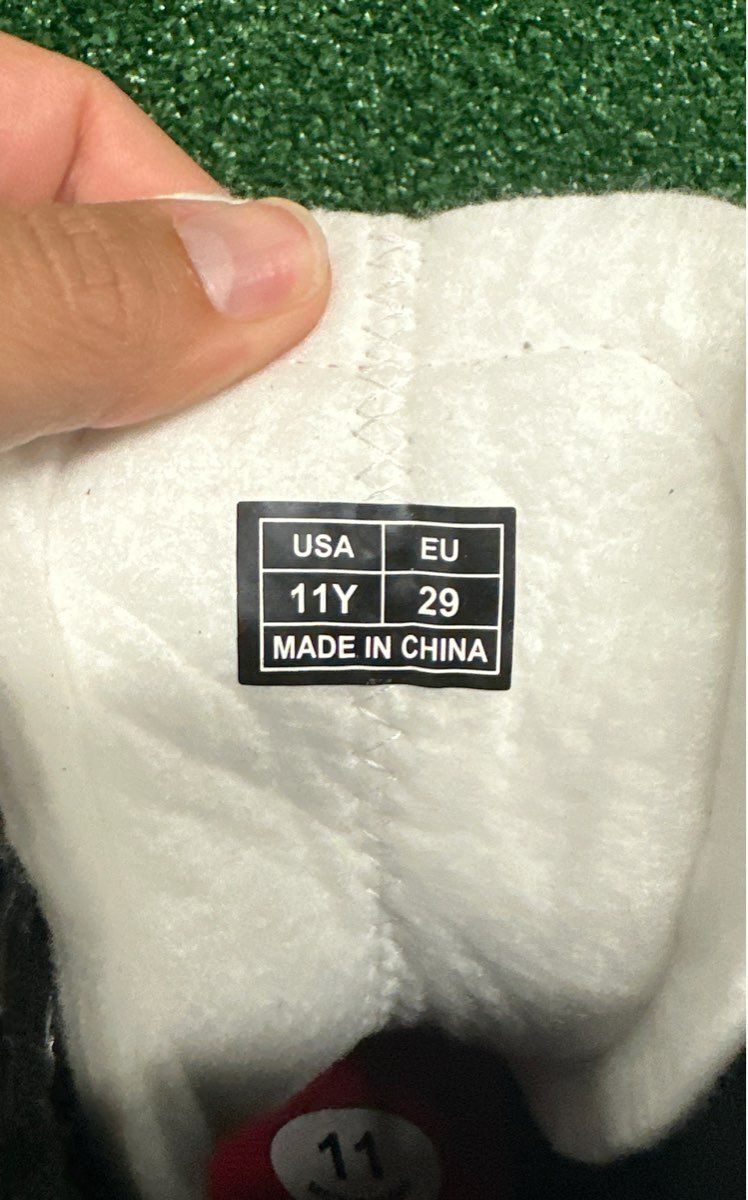 USA EU
11Y 29
MADE IN CHINA
11